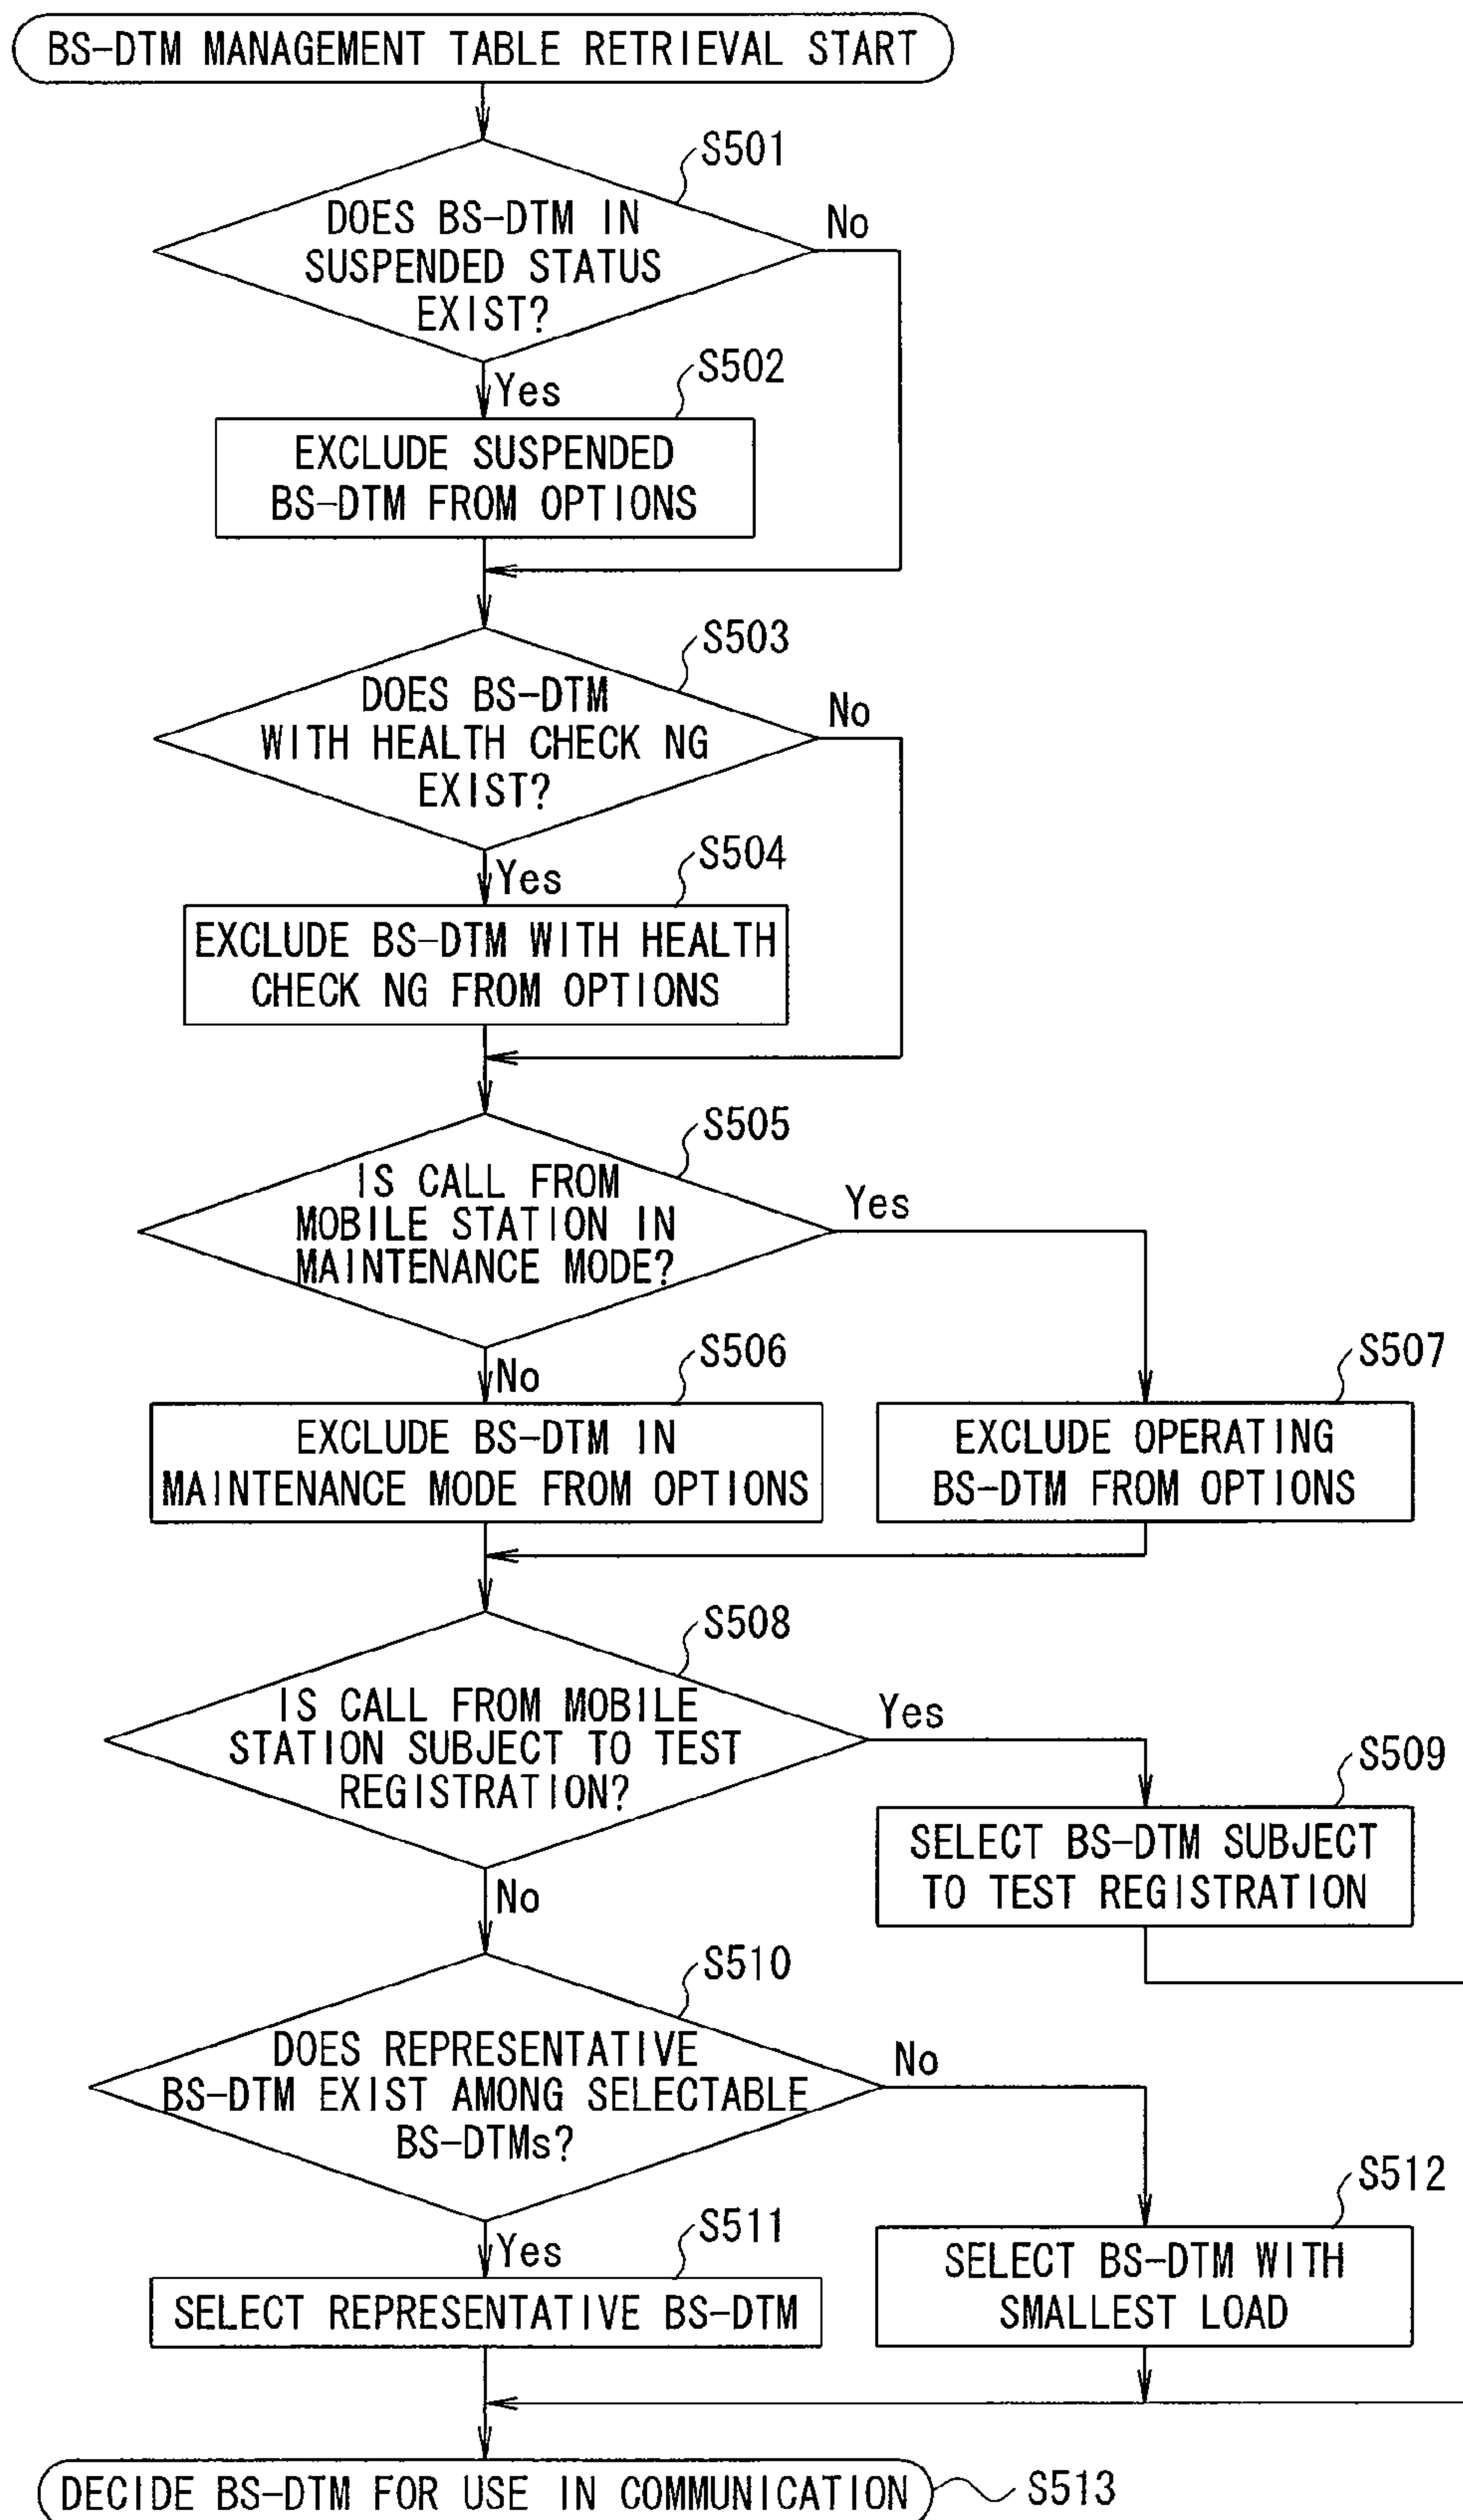 BS-DTM MANAGEMENT TABLE RETRIEVAL START
S501
DOES BS-DTM IN
SUSPENDED STATUS
EXIST?
No
Yes
S502
EXCLUDE SUSPENDED
BS-DTM FROM OPTIONS
S503
DOES BS-DTM
WITH HEALTH CHECK NG
EXIST?
No
Yes
S504
EXCLUDE BS-DTM WITH HEALTH
CHECK NG FROM OPTIONS
S505
IS CALL FROM
MOBILE STATION IN
MAINTENANCE MODE?
Yes
No
S506
EXCLUDE BS-DTM IN
MAINTENANCE MODE FROM OPTIONS
S507
EXCLUDE OPERATING
BS-DTM FROM OPTIONS
S508
IS CALL FROM MOBILE
STATION SUBJECT TO TEST
REGISTRATION?
Yes
No
S509
SELECT BS-DTM SUBJECT
TO TEST REGISTRATION
S510
DOES REPRESENTATIVE
BS-DTM EXIST AMONG SELECTABLE
BS-DTMs?
No
Yes
S511
SELECT REPRESENTATIVE BS-DTM
S512
SELECT BS-DTM WITH
SMALLEST LOAD
DECIDE BS-DTM FOR USE IN COMMUNICATION
S513